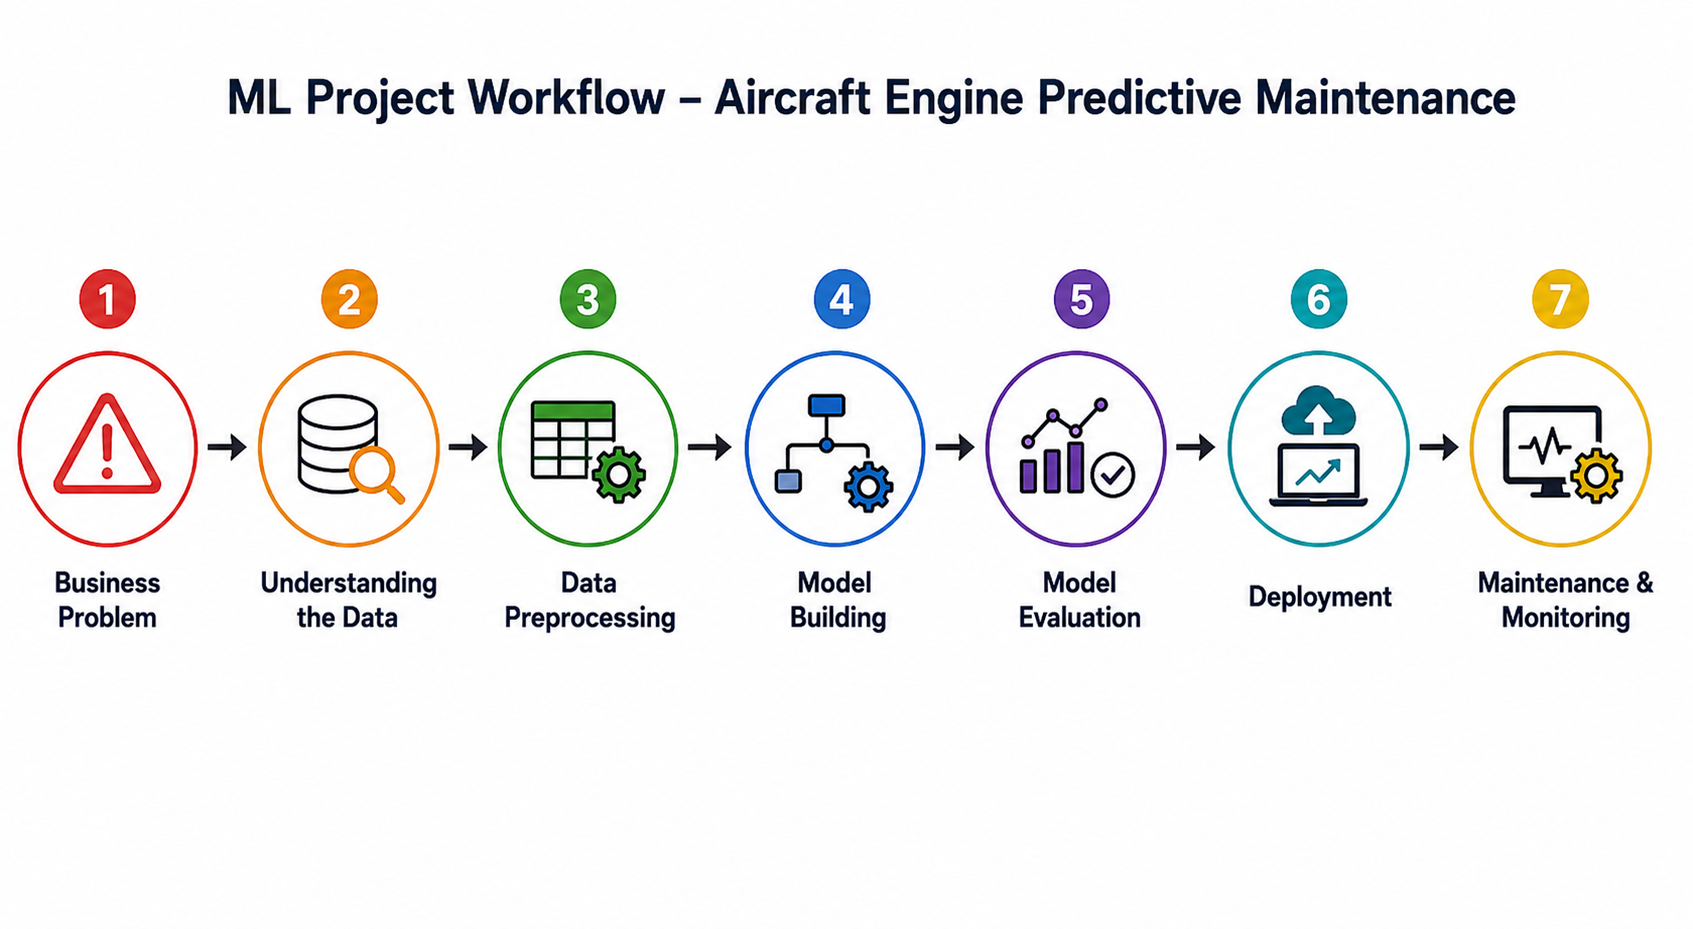 ML Project Workflow – Aircraft Engine Predictive Maintenance
1
2
3
4
5
6
7
Business
Problem
Understanding
the Data
Data
Preprocessing
Model
Building
Model
Evaluation
Deployment
Maintenance &
Monitoring